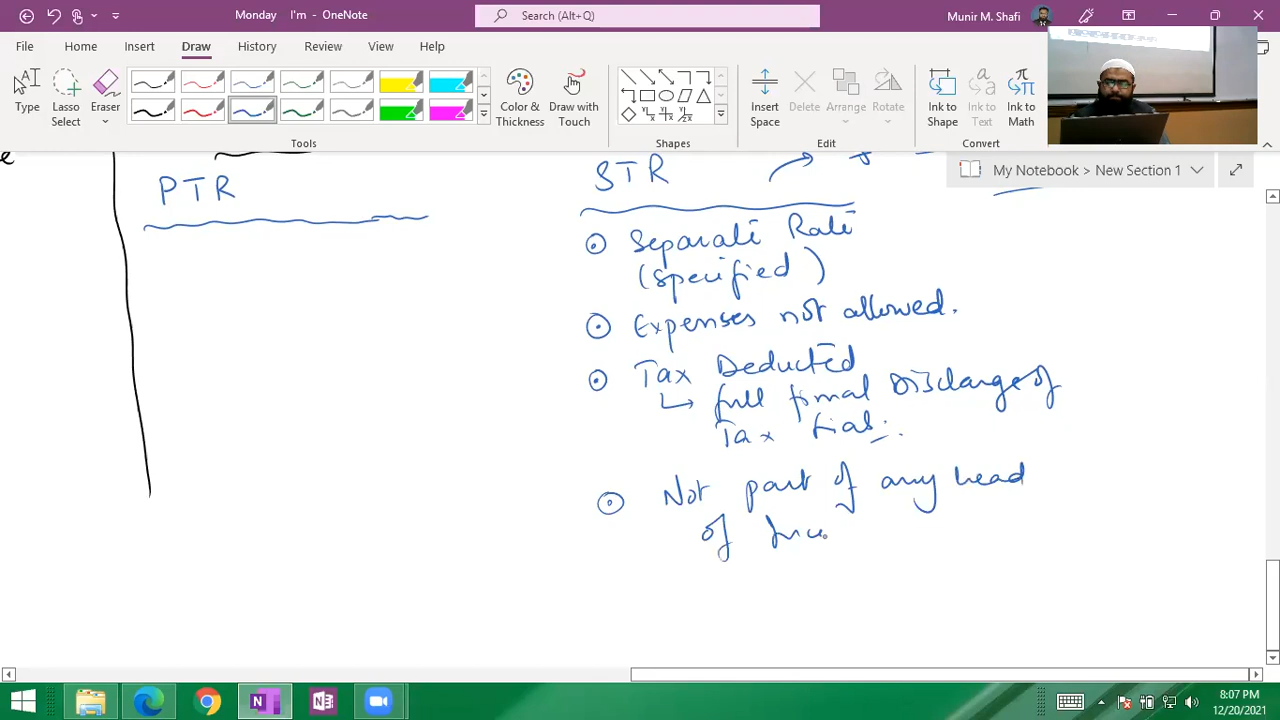 Monday I'm - OneNote
Search (Alt+Q)
Munir M. Shafi
File Home Insert Draw History Review View Help
Type
Lasso Select
Eraser
Color & Thickness
Draw with Touch
Insert Space
Delete
Arrange
Rotate
Ink to Shape
Ink to Text
Ink to Math
Tools
Shapes
Edit
Convert
My Notebook > New Section 1
PTR
STR
Separate Rate
(specified)
Expenses not allowed.
Tax Deducted
full final Discharge of
Tax Liab.
Not part of any head
of Inc
8:07 PM
12/20/2021